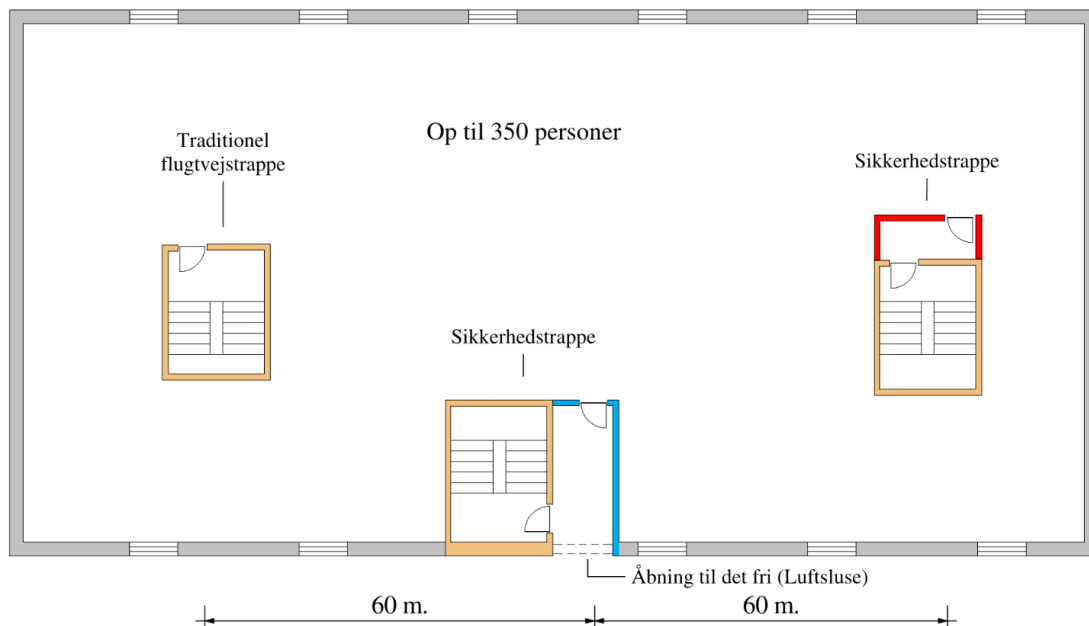 Op til 350 personer
Traditionel
flugtvejstrappe
Sikkerhedstrappe
Sikkerhedstrappe
Åbning til det fri (Luftsluse)
60 m.
60 m.